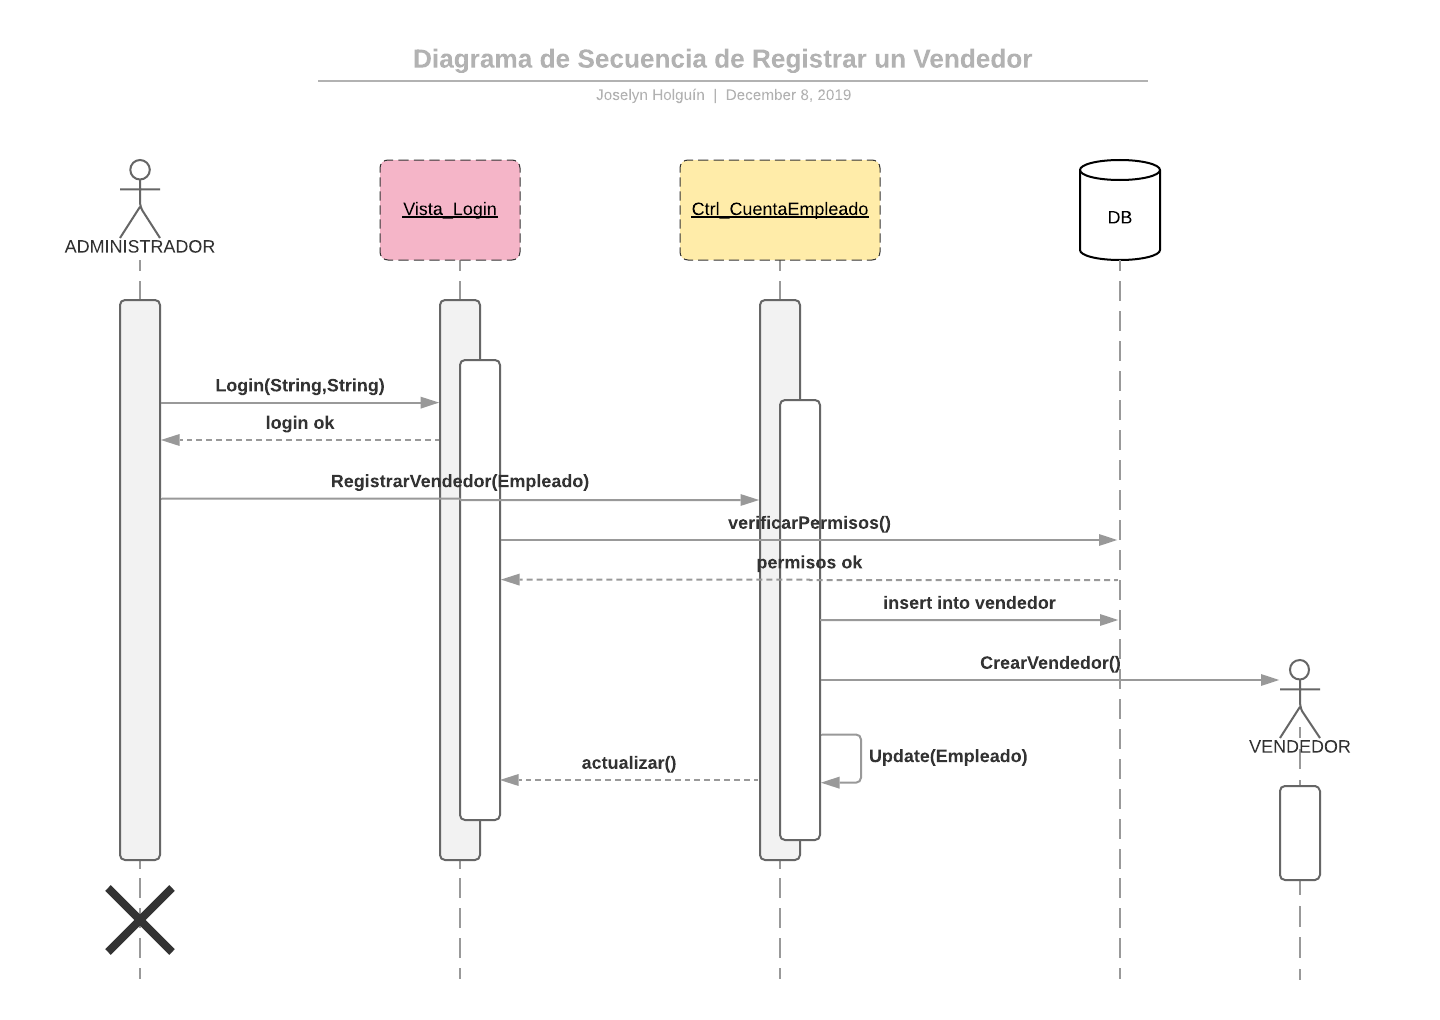 Diagrama de Secuencia de Registrar un Vendedor
Joselyn Holguín | December 8, 2019
ADMINISTRADOR
Vista_Login
Ctrl_CuentaEmpleado
DB
Login(String,String)
login ok
RegistrarVendedor(Empleado)
verificarPermisos()
permisos ok
insert into vendedor
CrearVendedor()
VENDEDOR
Update(Empleado)
actualizar()